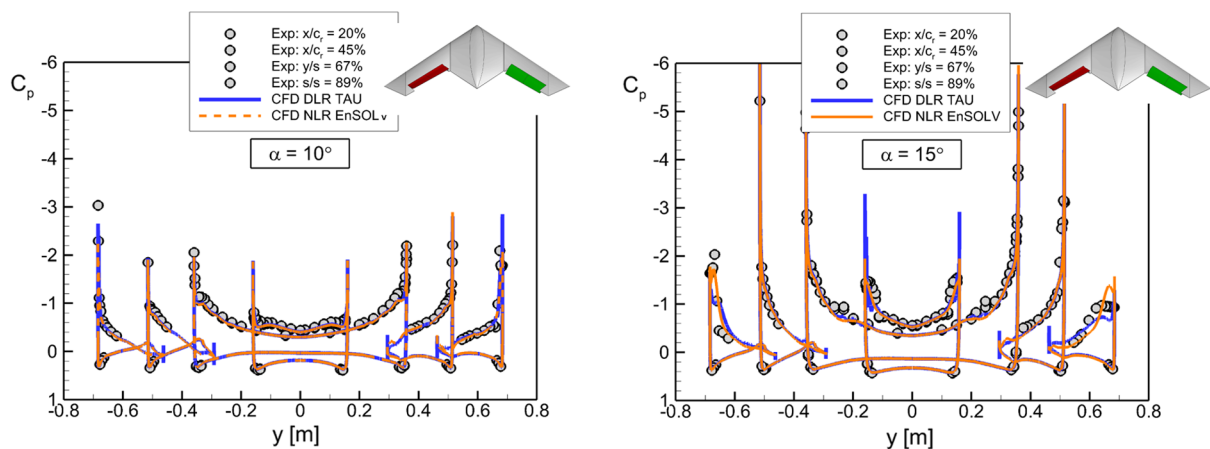 Exp: x/cr = 20%
Exp: x/cr = 45%
Exp: y/s = 67%
Exp: s/s = 89%
CFD DLR TAU
CFD NLR EnSOLV
α = 10°
Cp
-6
-5
-4
-3
-2
-1
0
1
-0.8 -0.6 -0.4 -0.2 0 0.2 0.4 0.6 0.8
y [m]
Exp: x/cr = 20%
Exp: x/cr = 45%
Exp: y/s = 67%
Exp: s/s = 89%
CFD DLR TAU
CFD NLR EnSOLV
α = 15°
Cp
-6
-5
-4
-3
-2
-1
0
1
-0.8 -0.6 -0.4 -0.2 0 0.2 0.4 0.6 0.8
y [m]